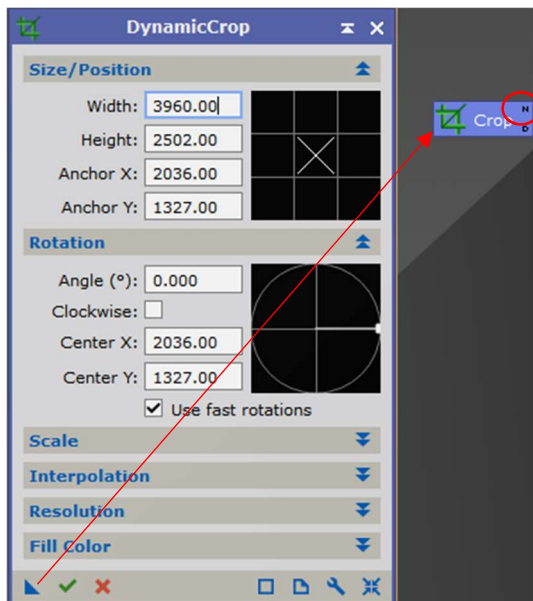 DynamicCrop
Size/Position
Width: 3960.00
Height: 2502.00
Anchor X: 2036.00
Anchor Y: 1327.00
Rotation
Angle (°): 0.000
Clockwise:
Center X: 2036.00
Center Y: 1327.00
Use fast rotations
Scale
Interpolation
Resolution
Fill Color
Crop
N
D